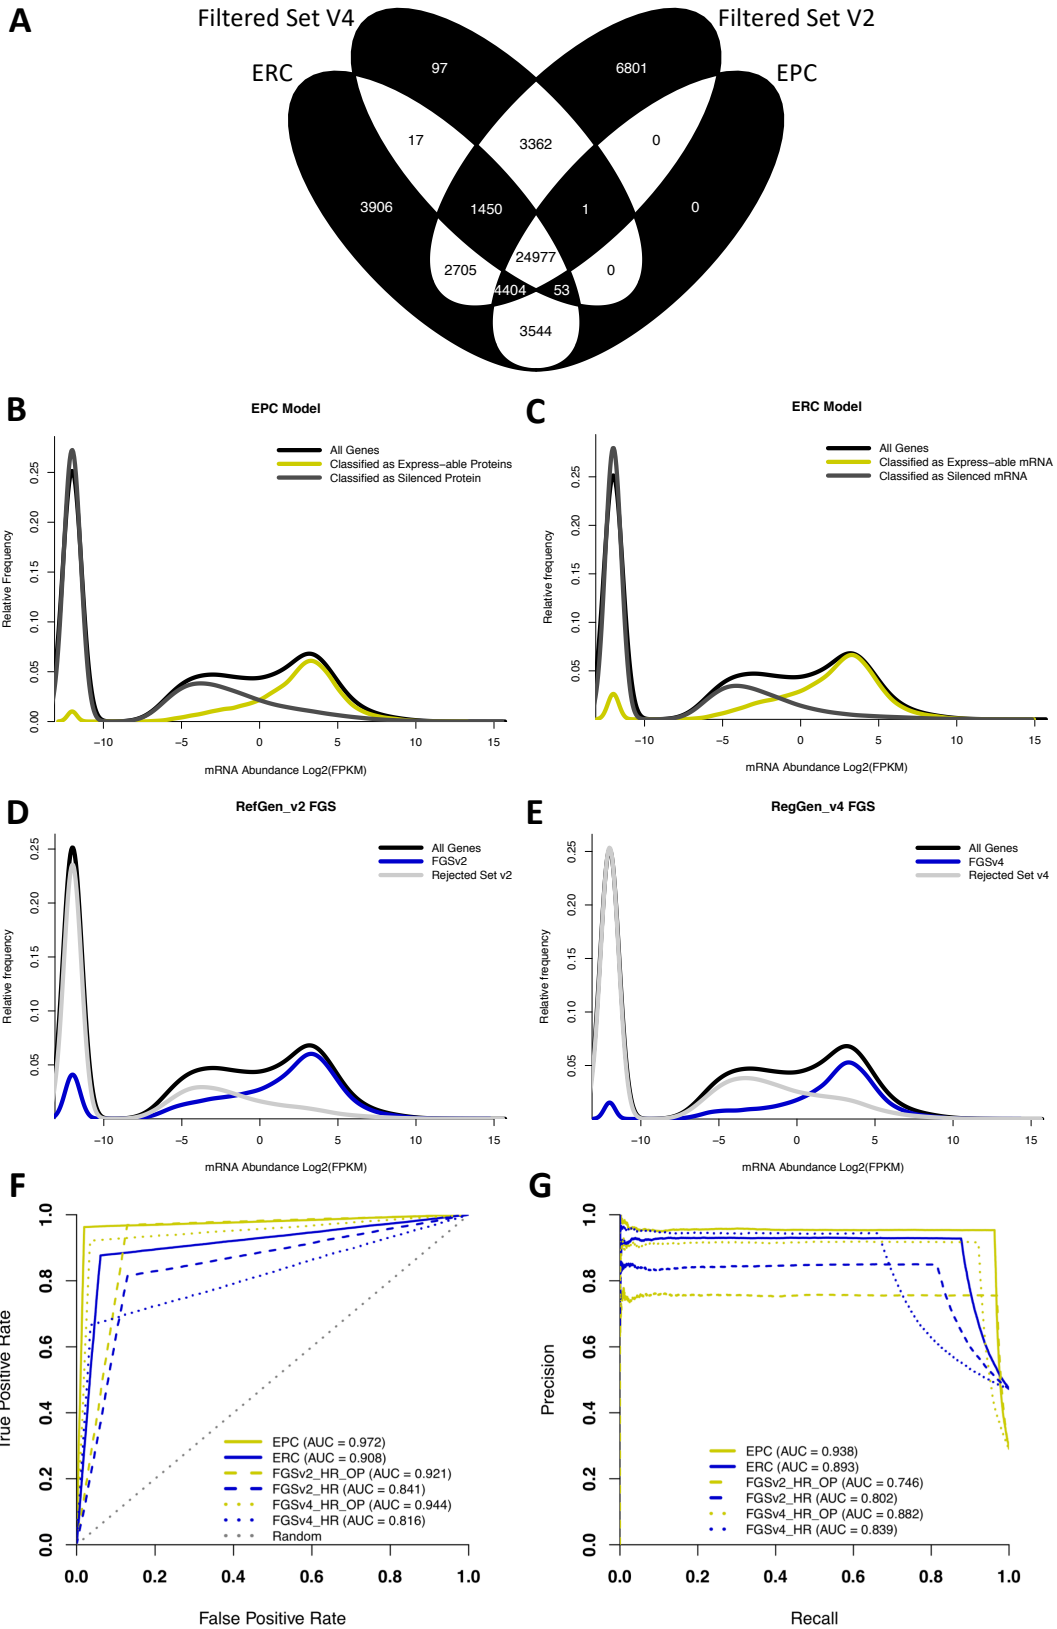 A
Filtered Set V4
Filtered Set V2
ERC
EPC
97
6801
17
3362
0
3906
1450
1
0
2705
24977
0
4404
53
3544
B
EPC Model
All Genes
Classified as Express-able Proteins
Classified as Silenced Protein
Relative Frequency
0.00
0.05
0.10
0.15
0.20
0.25
-10
-5
0
5
10
15
mRNA Abundance Log2(FPKM)
C
ERC Model
All Genes
Classified as Express-able mRNA
Classified as Silenced mRNA
Relative frequency
0.05
0.10
0.15
0.20
0.25
-10
-5
0
5
10
15
mRNA Abundance Log2(FPKM)
D
RefGen_v2 FGS
All Genes
FGSv2
Rejected Set v2
Relative frequency
0.05
0.10
0.15
0.20
0.25
-10
-5
0
5
10
15
mRNA Abundance Log2(FPKM)
E
RegGen_v4 FGS
All Genes
FGSv4
Rejected Set v4
Relative frequency
0.05
0.10
0.15
0.20
0.25
-10
-5
0
5
10
15
mRNA Abundance Log2(FPKM)
F
True Positive Rate
0.0
0.2
0.4
0.6
0.8
1.0
EPC (AUC = 0.972)
ERC (AUC = 0.908)
FGSv2_HR_OP (AUC = 0.921)
FGSv2_HR (AUC = 0.841)
FGSv4_HR_OP (AUC = 0.944)
FGSv4_HR (AUC = 0.816)
Random
0.0
0.2
0.4
0.6
0.8
1.0
False Positive Rate
G
Precision
0.0
0.2
0.4
0.6
0.8
1.0
EPC (AUC = 0.938)
ERC (AUC = 0.893)
FGSv2_HR_OP (AUC = 0.746)
FGSv2_HR (AUC = 0.802)
FGSv4_HR_OP (AUC = 0.882)
FGSv4_HR (AUC = 0.839)
0.0
0.2
0.4
0.6
0.8
1.0
Recall